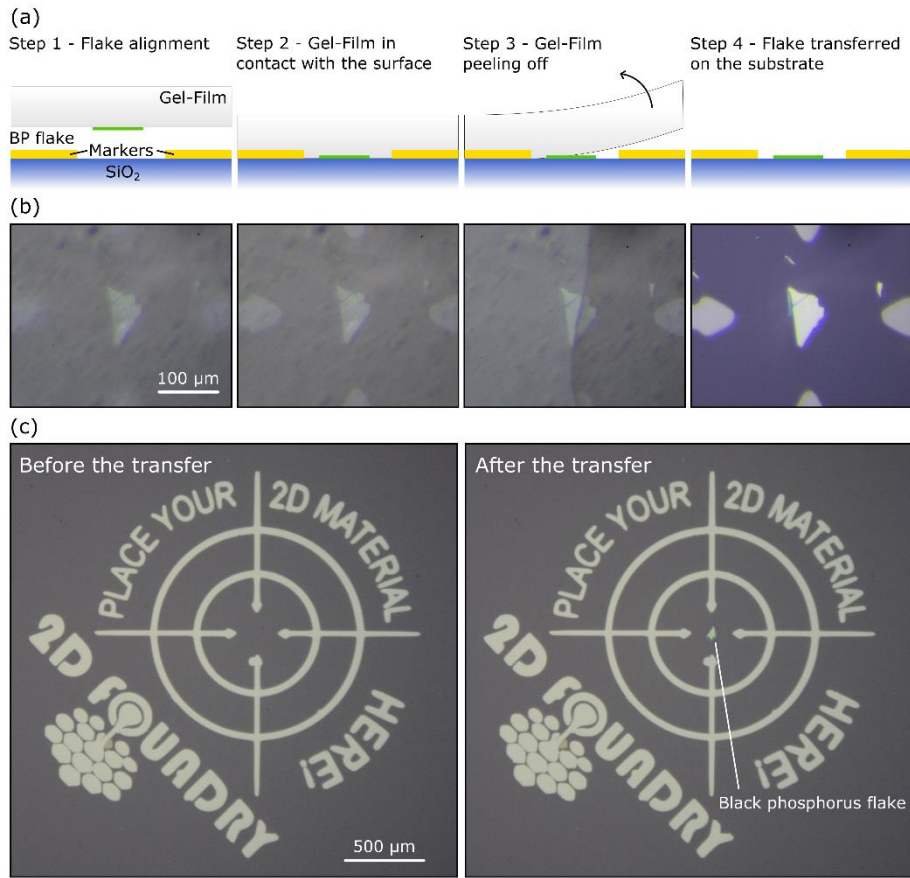 (a)
Step 1 - Flake alignment
Step 2 - Gel-Film in
contact with the surface
Step 3 - Gel-Film
peeling off
Step 4 - Flake transferred
on the substrate
Gel-Film
BP flake
Markers
SiO₂
(b)
100 µm
(c)
Before the transfer
PLACE YOUR 2D MATERIAL
HERE!
2D FOUADRY
500 µm
After the transfer
PLACE YOUR 2D MATERIAL
HERE!
2D FOUADRY
Black phosphorus flake